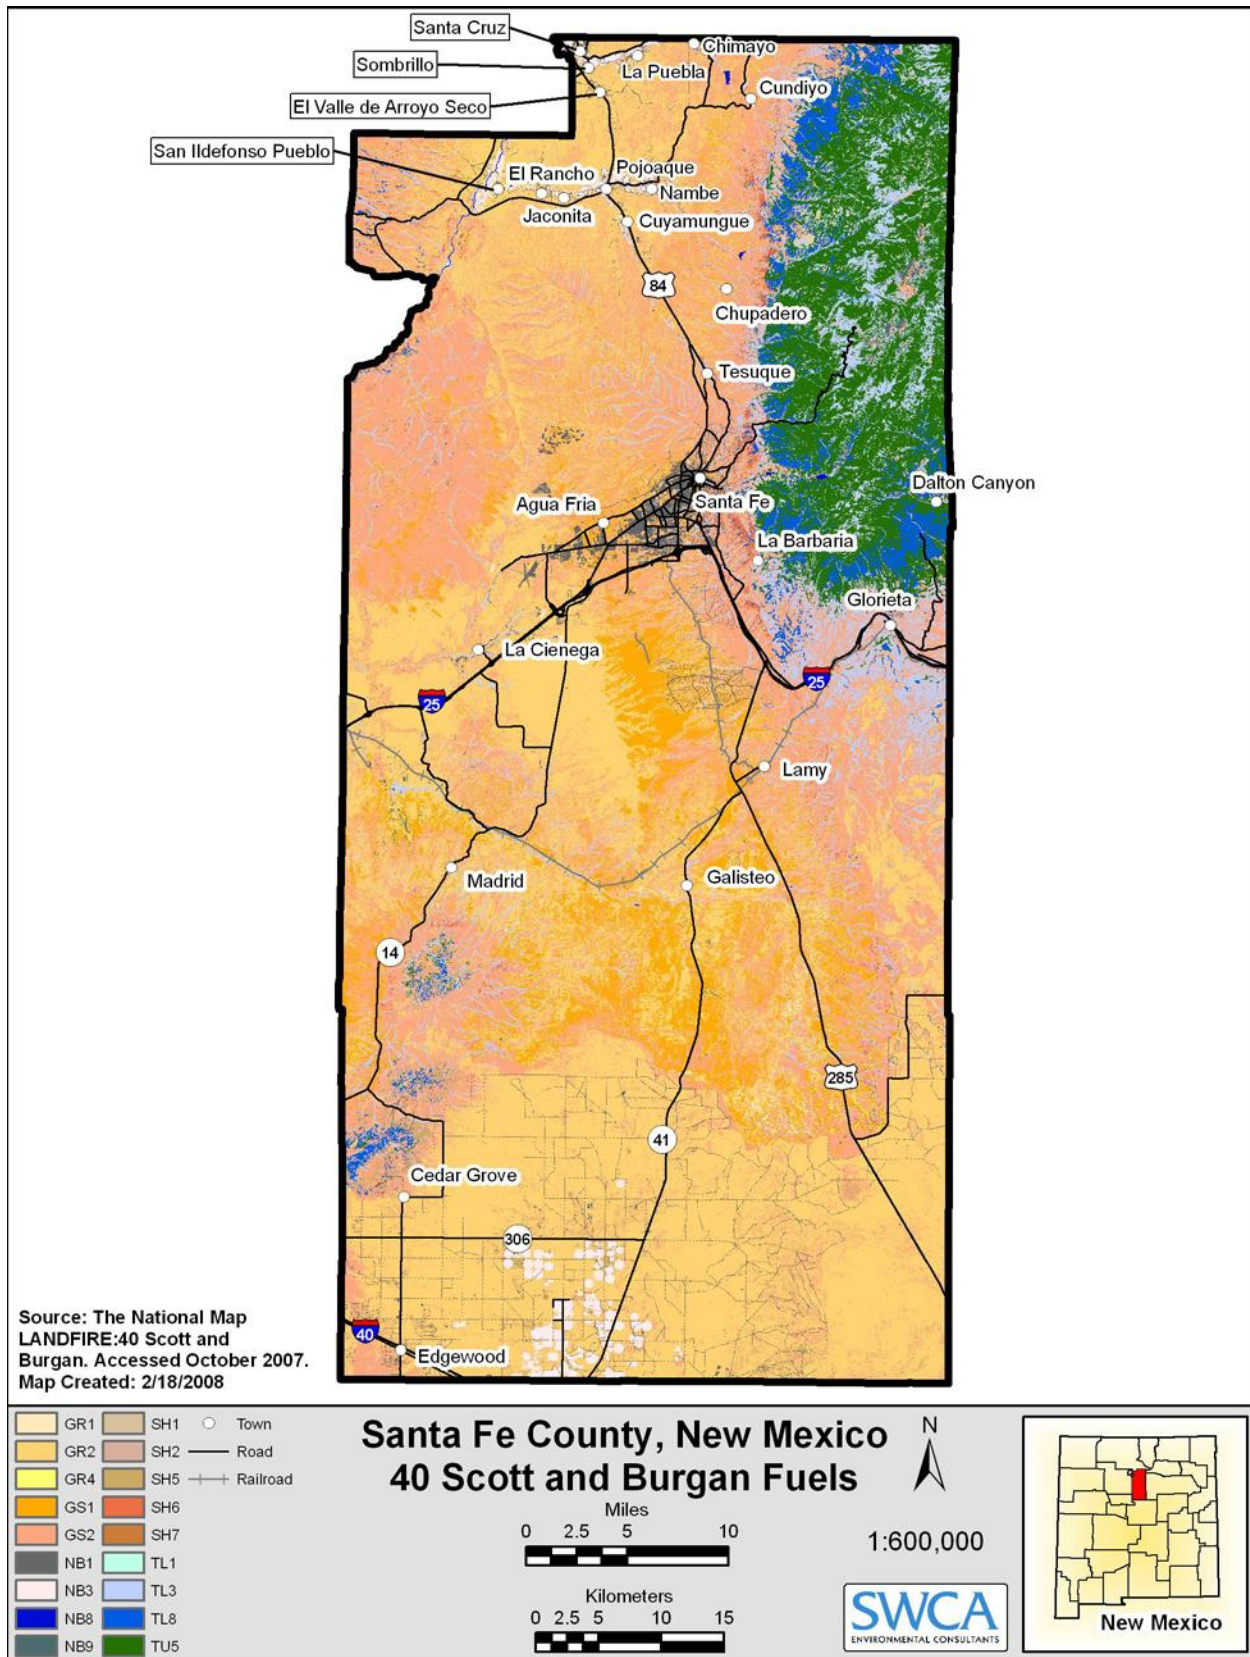 Santa Cruz
Chimayo
Sombrillo
La Puebla
Cundiyo
El Valle de Arroyo Seco
San Ildefonso Pueblo
El Rancho
Pojoaque
Nambe
Jaconita
Cuyamungue
84
Chupadero
Tesuque
Dalton Canyon
Agua Fria
Santa Fe
La Barbaria
Glorieta
La Cienega
25
25
Lamy
Madrid
Galisteo
14
285
41
Cedar Grove
306
Source: The National Map
LANDFIRE:40 Scott and
Burgan. Accessed October 2007.
Map Created: 2/18/2008
40
Edgewood
GR1 SH1 Town
GR2 SH2 Road
GR4 SH5 Railroad
GS1 SH6
GS2 SH7
NB1 TL1
NB3 TL3
NB8 TL8
NB9 TU5
Santa Fe County, New Mexico
40 Scott and Burgan Fuels
N
Miles
0 2.5 5 10
1:600,000
Kilometers
0 2.5 5 10 15
SWCA
ENVIRONMENTAL CONSULTANTS
New Mexico